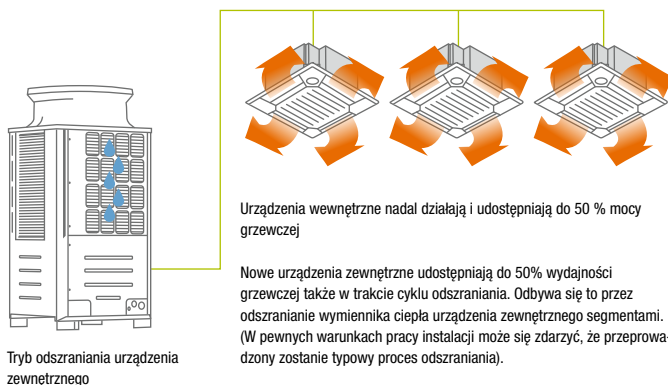 Urządzenia wewnętrzne nadal działają i udostępniają do 50 % mocy
grzewczej
Nowe urządzenia zewnętrzne udostępniają do 50% wydajności
grzewczej także w trakcie cyklu odszraniania. Odbywa się to przez
odszranianie wymiennika ciepła urządzenia zewnętrznego segmentami.
(W pewnych warunkach pracy instalacji może się zdarzyć, że przeprowa-
dzony zostanie typowy proces odszraniania).
Tryb odszraniania urządzenia
zewnętrznego